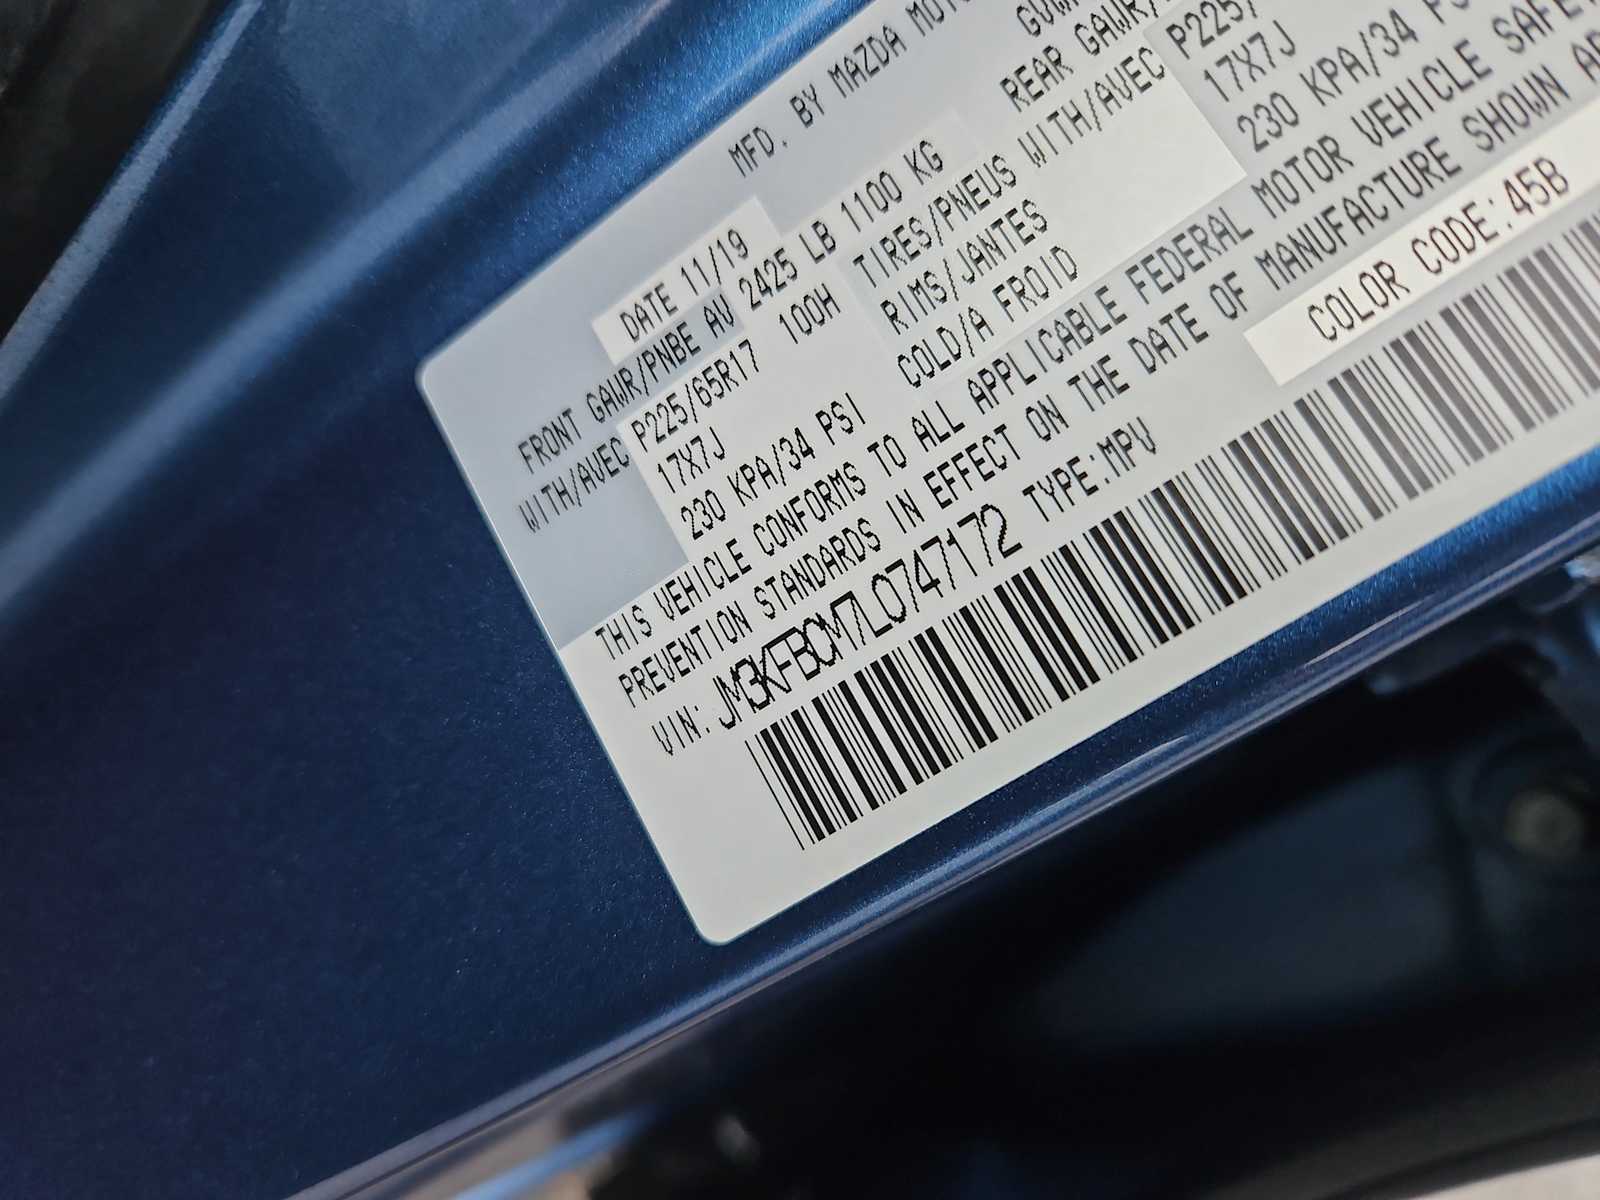 MFD. BY MAZDA
DATE 11/19
FRONT GAWR/PNBE AV 2425 LB 1100 KG
REAR GAWR/
WITH/AVEC P225/65R17 100H TIRES/PNEUS WITH/AVEC P225/
17X7J RIMS/JANTES 17X7J
230 KPA/34 PSI COLD/A FROID 230 KPA/34
THIS VEHICLE CONFORMS TO ALL APPLICABLE FEDERAL MOTOR VEHICLE
PREVENTION STANDARDS IN EFFECT ON THE DATE OF MANUFACTURE SHOWN
VIN: JM3KFBCM7L0747172 TYPE:MPV
COLOR CODE:45B